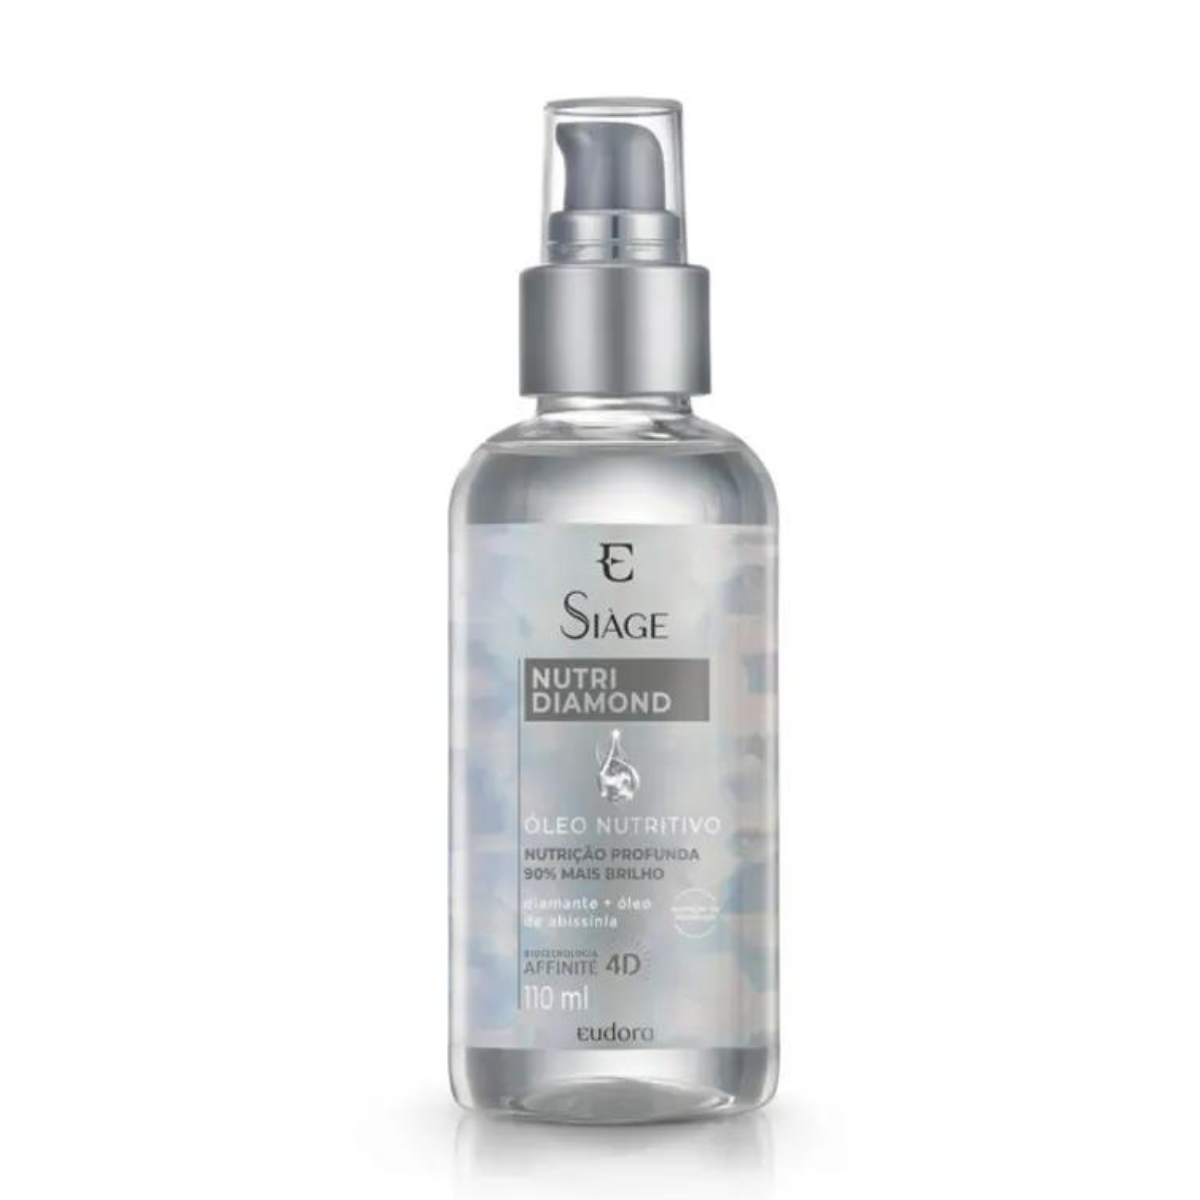 E
SIÀGE
NUTRI
DIAMOND
ÓLEO NUTRITIVO
NUTRIÇÃO PROFUNDA
90% MAIS BRILHO
diamante + óleo
de abissínia
BIOTECNOLOGIA
AFFINITÉ 4D
110 ml
eudora